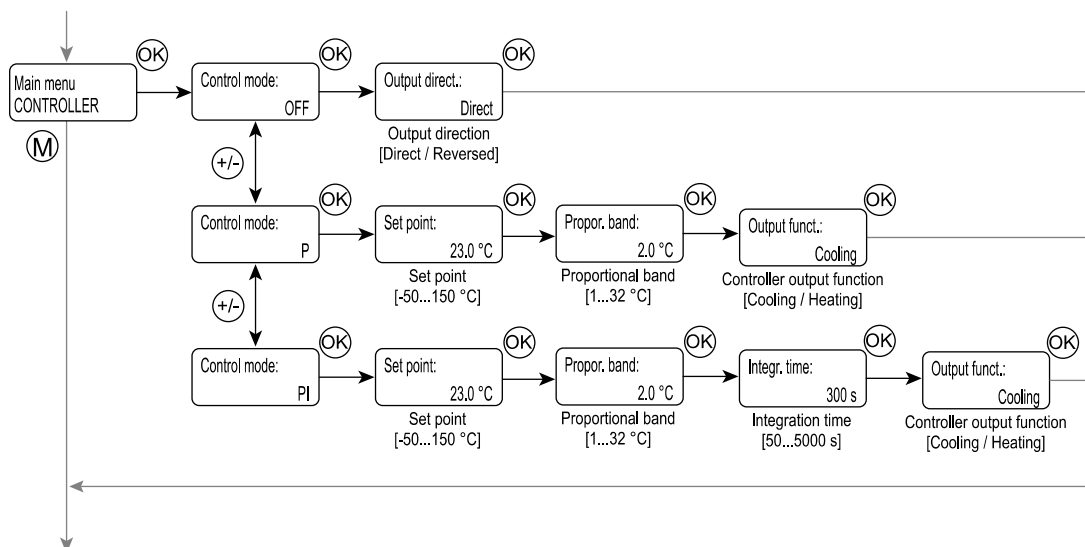 OK
OK
OK
Main menu
CONTROLLER
Control mode:
OFF
Output direct.:
Direct
Output direction
[Direct / Reversed]
M
+/-
OK
OK
OK
OK
Control mode:
P
Set point:
23.0 °C
Propor. band:
2.0 °C
Output funct.:
Cooling
Set point
[-50...150 °C]
Proportional band
[1...32 °C]
Controller output function
[Cooling / Heating]
+/-
OK
OK
OK
OK
OK
Control mode:
PI
Set point:
23.0 °C
Propor. band:
2.0 °C
Integr. time:
300 s
Output funct.:
Cooling
Set point
[-50...150 °C]
Proportional band
[1...32 °C]
Integration time
[50...5000 s]
Controller output function
[Cooling / Heating]